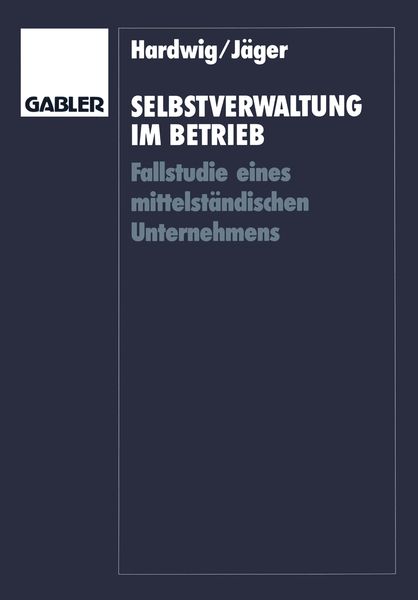 Hardwig/Jäger
GABLER
SELBSTVERWALTUNG
IM BETRIEB
Fallstudie eines
mittelständischen
Unternehmens